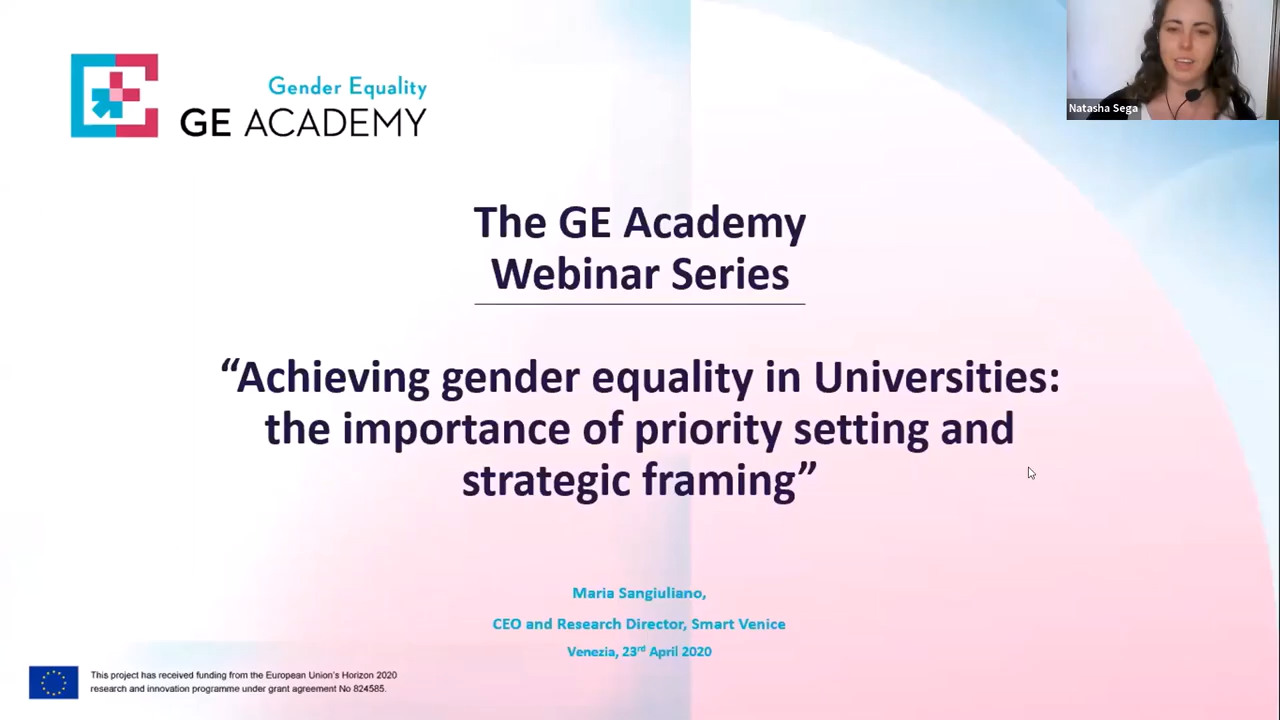 Gender Equality
GE ACADEMY
Natasha Sega
The GE Academy
Webinar Series
“Achieving gender equality in Universities:
the importance of priority setting and
strategic framing”
Maria Sangiuliano,
CEO and Research Director, Smart Venice
Venezia, 23rd April 2020
This project has received funding from the European Union’s Horizon 2020
research and innovation programme under grant agreement No 824585.